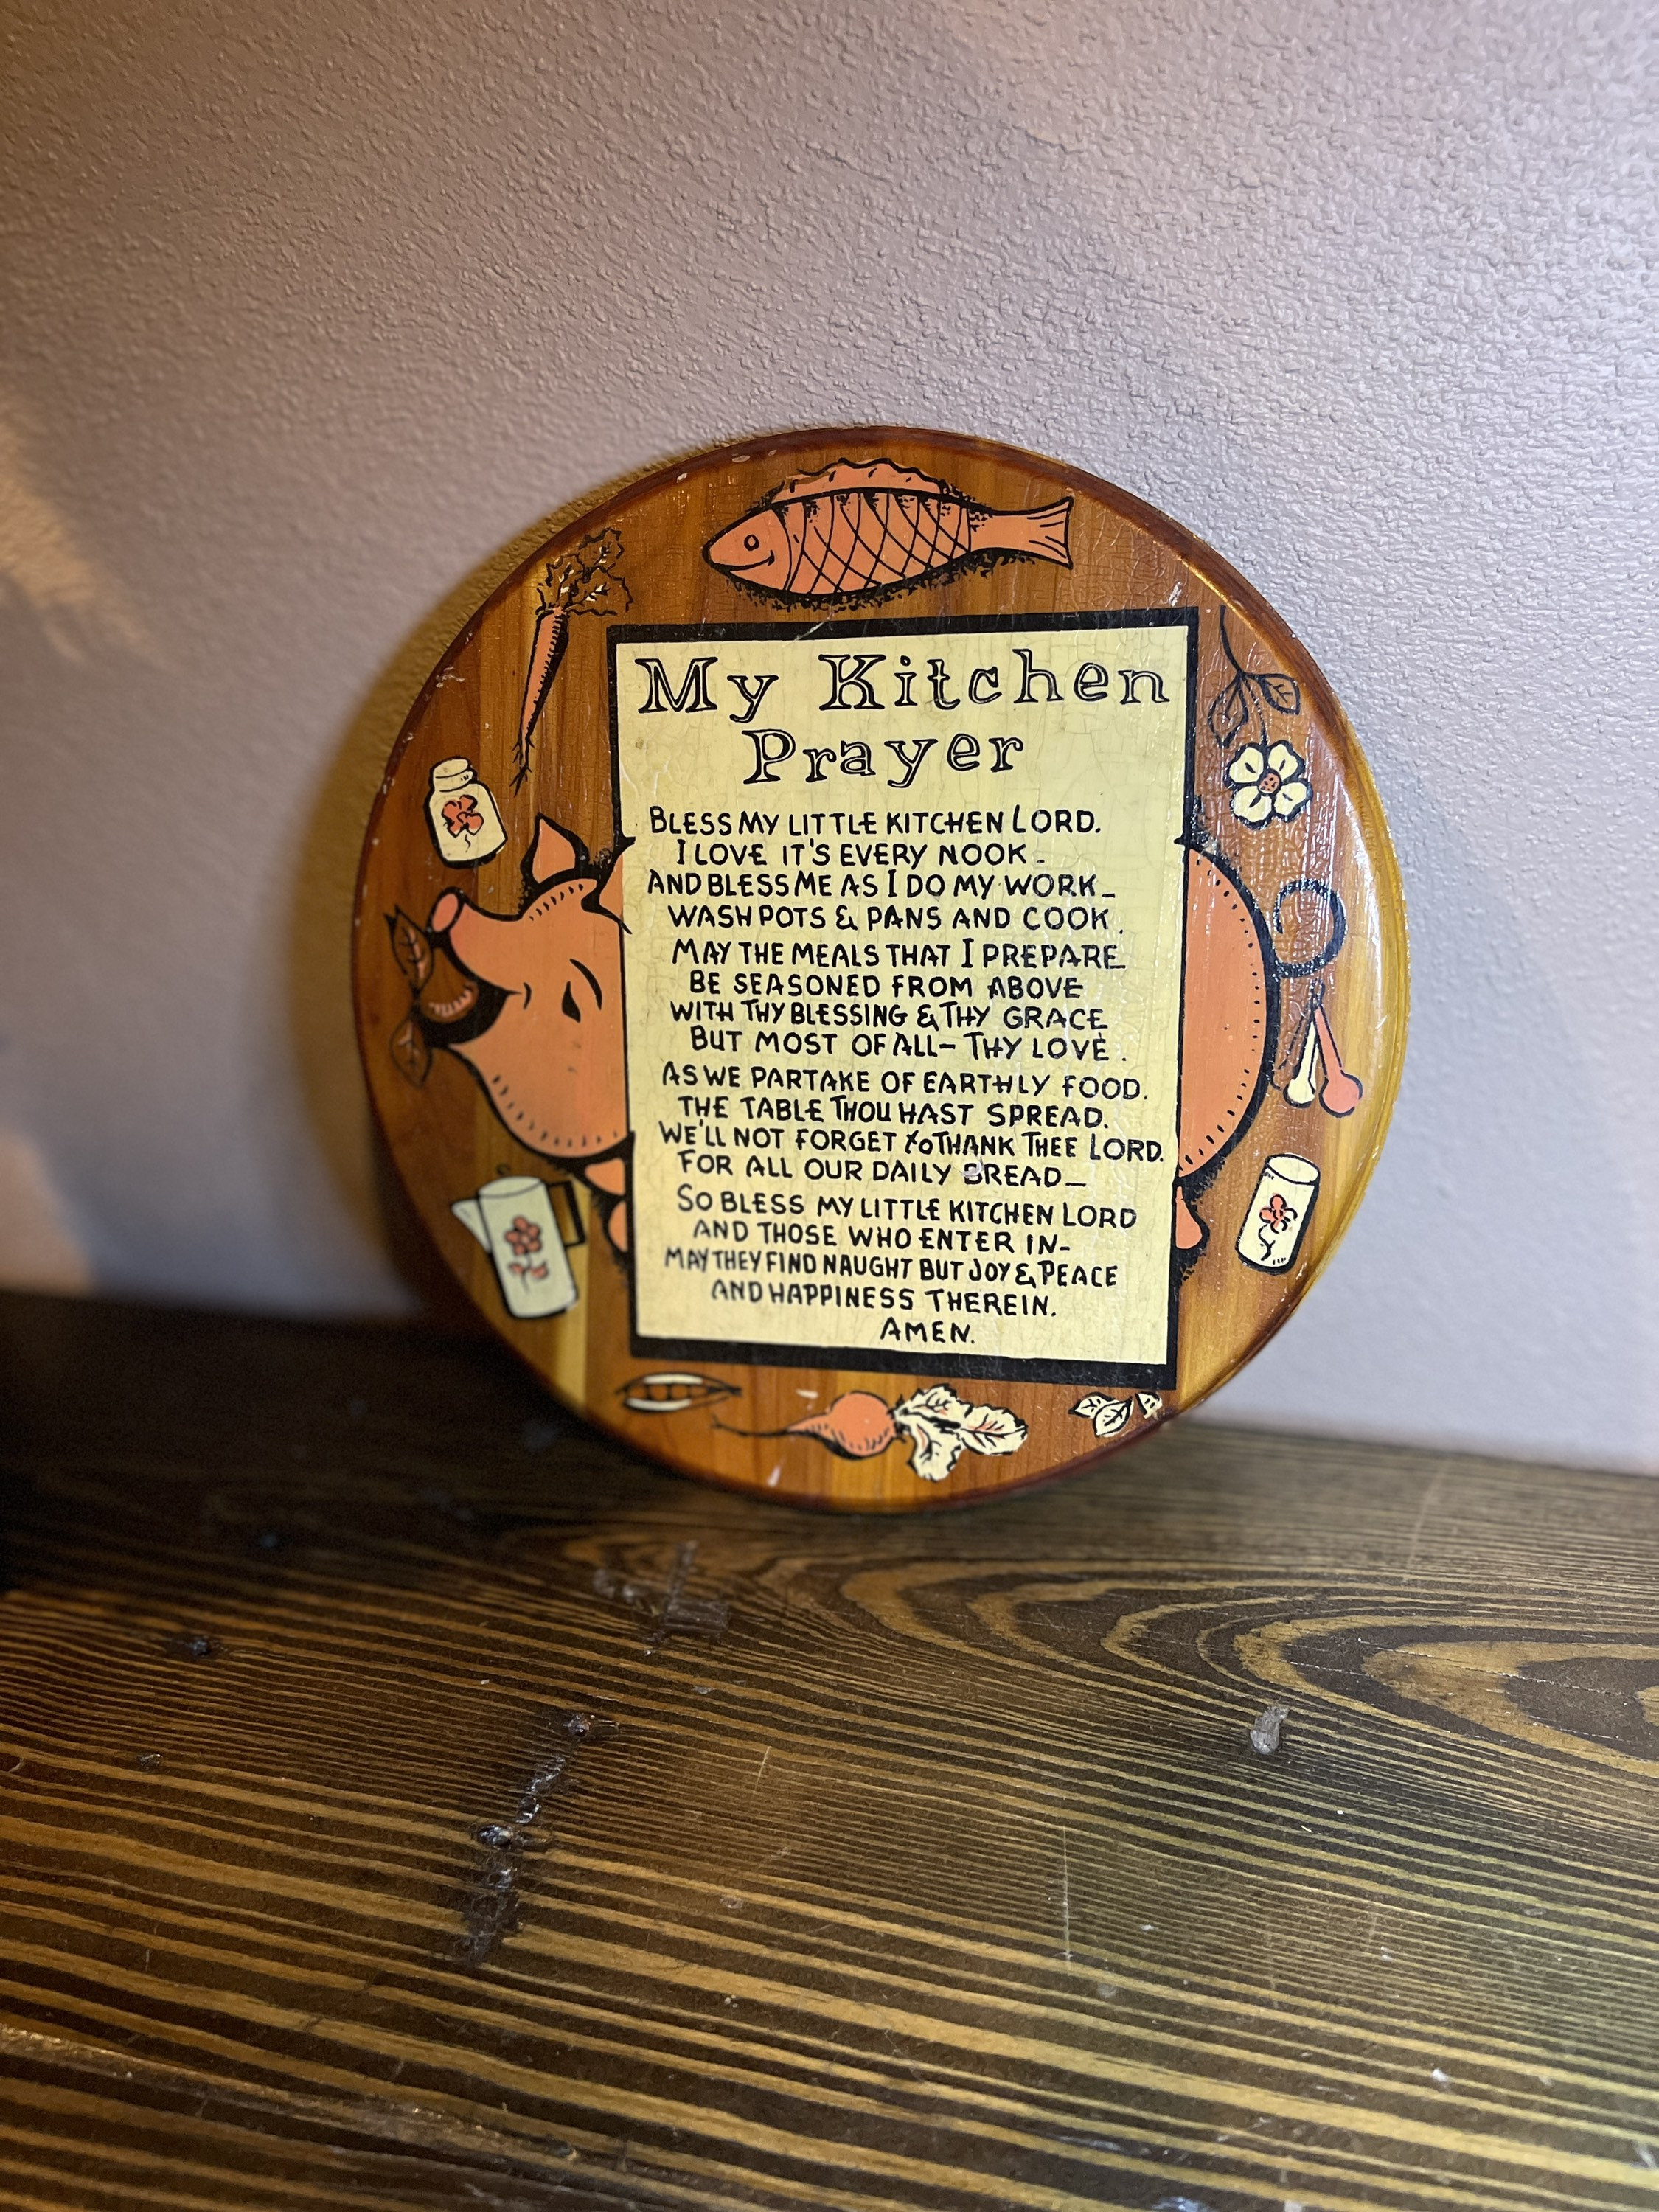 My Kitchen
Prayer
BLESS MY LITTLE KITCHEN LORD.
I LOVE IT'S EVERY NOOK -
AND BLESS ME AS I DO MY WORK -
WASH POTS & PANS AND COOK.
MAY THE MEALS THAT I PREPARE
BE SEASONED FROM ABOVE
WITH THY BLESSING & THY GRACE
BUT MOST OF ALL - THY LOVE.
AS WE PARTAKE OF EARTHLY FOOD.
THE TABLE THOU HAST SPREAD.
WE'LL NOT FORGET to THANK THEE LORD.
FOR ALL OUR DAILY BREAD -
SO BLESS MY LITTLE KITCHEN LORD
AND THOSE WHO ENTER IN -
MAY THEY FIND NAUGHT BUT JOY & PEACE
AND HAPPINESS THEREIN.
AMEN.